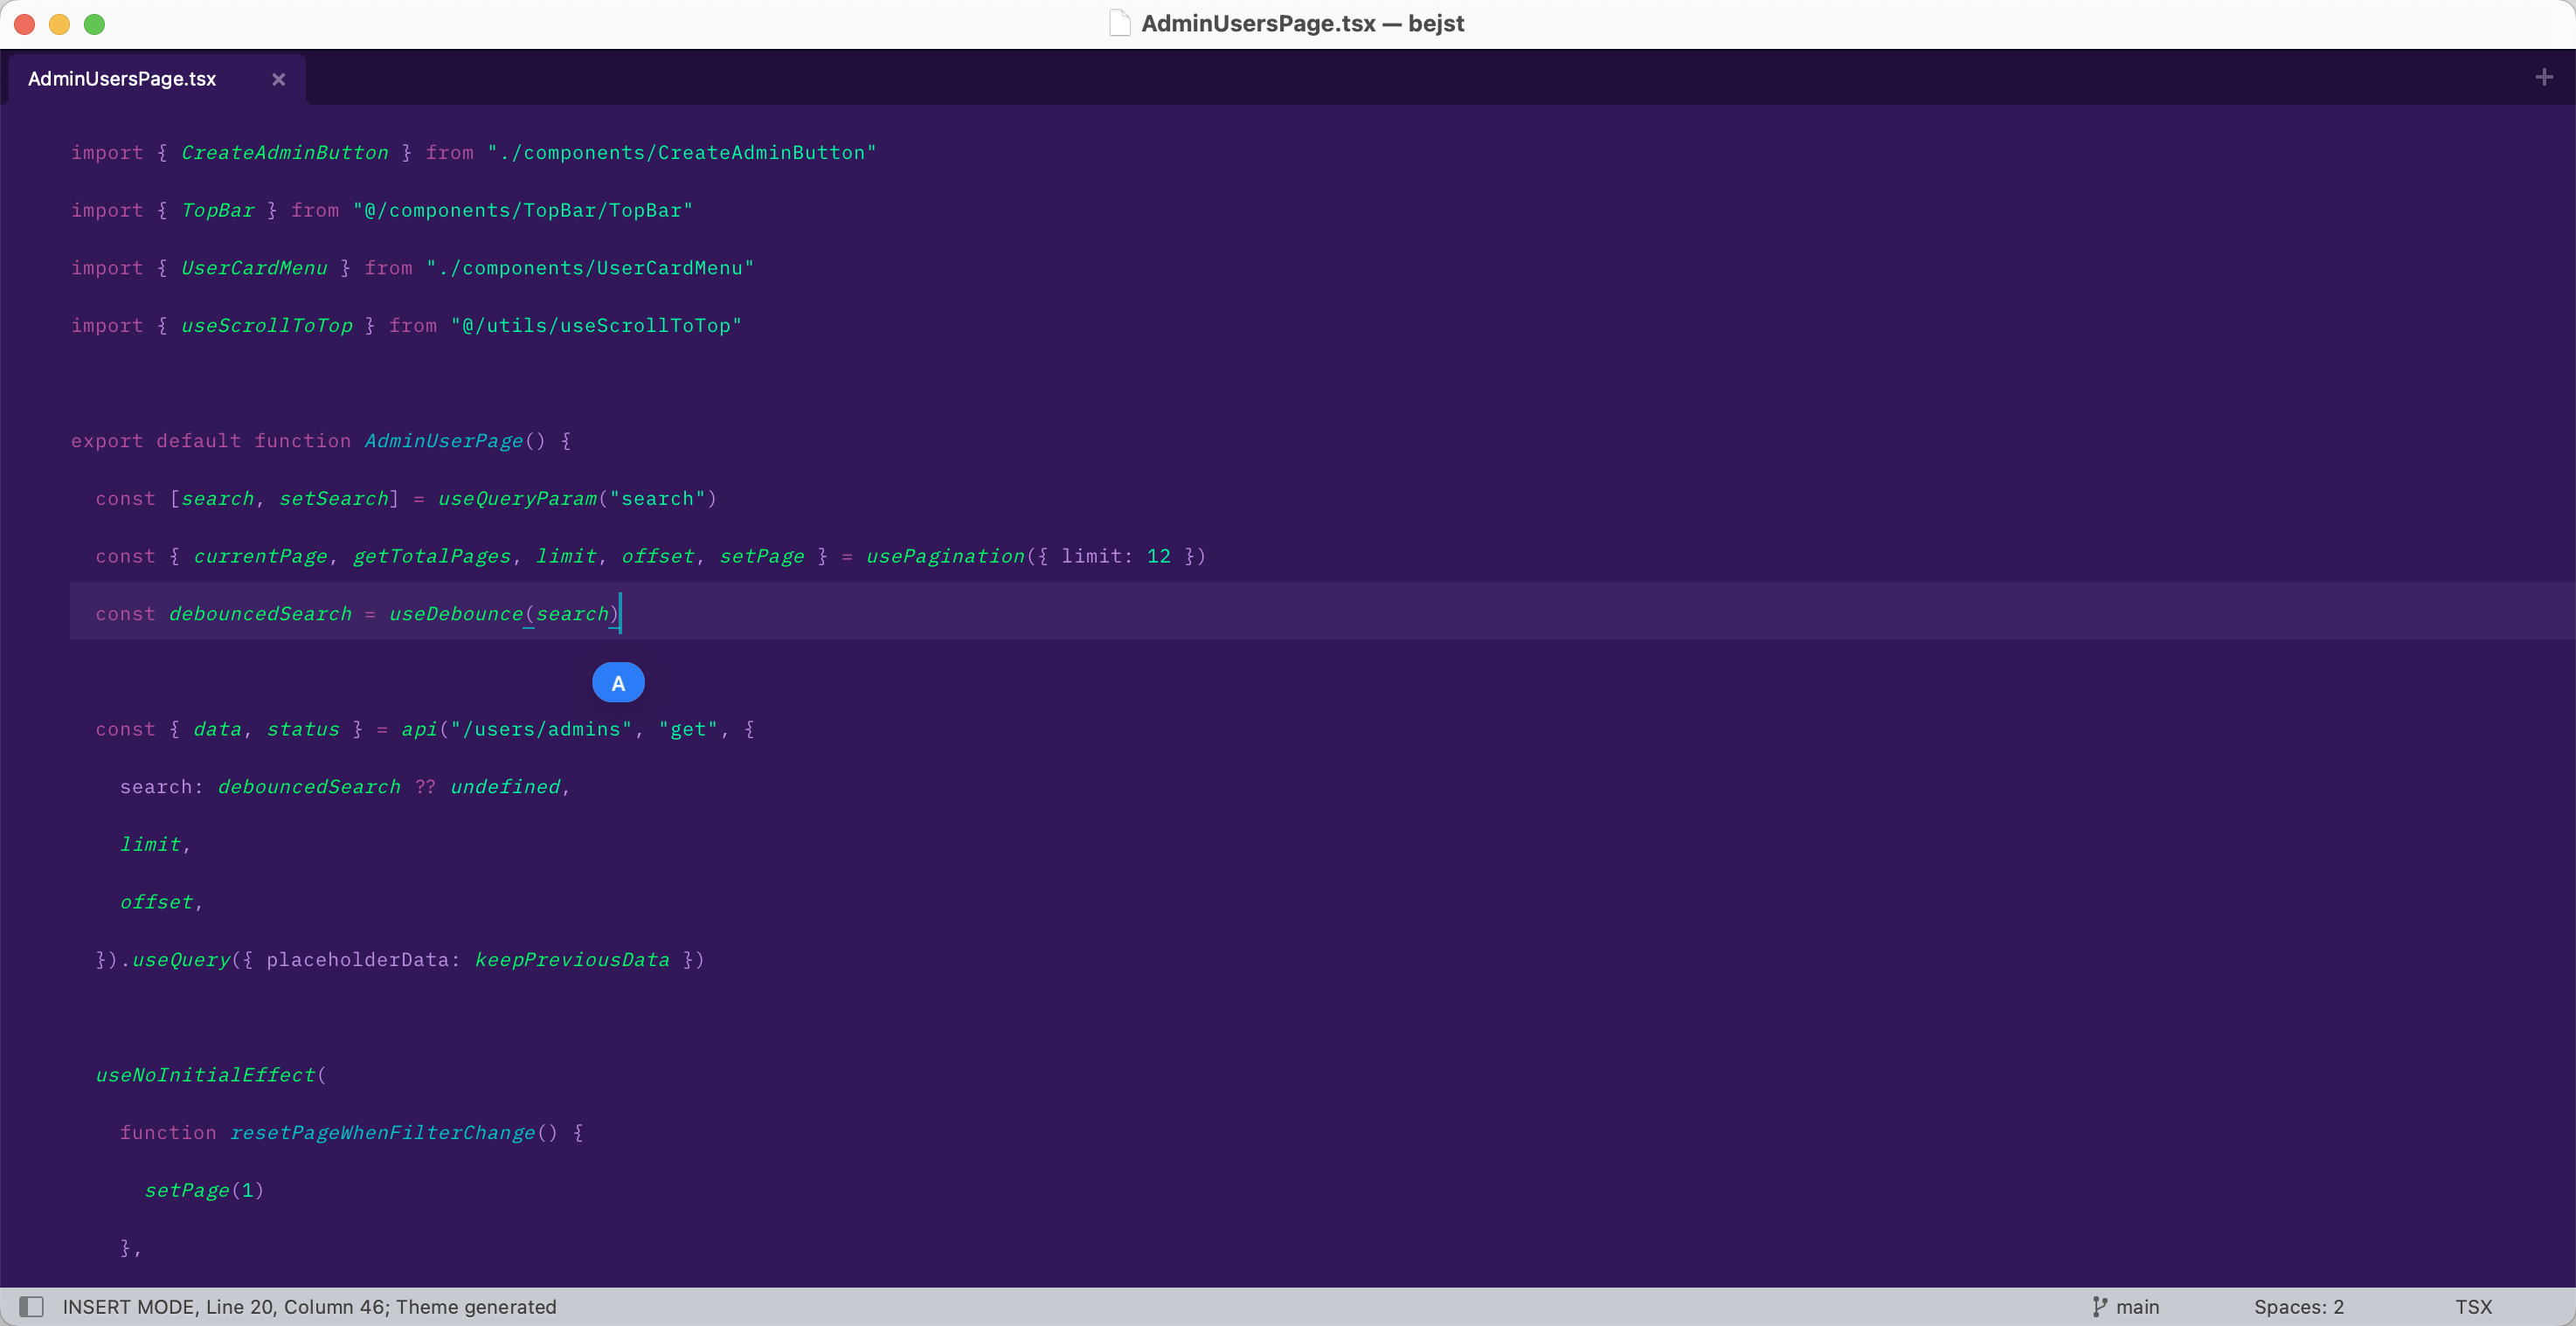 AdminUsersPage.tsx — bejst
AdminUsersPage.tsx
import { CreateAdminButton } from "./components/CreateAdminButton"
import { TopBar } from "@/components/TopBar/TopBar"
import { UserCardMenu } from "./components/UserCardMenu"
import { useScrollToTop } from "@/utils/useScrollToTop"
export default function AdminUserPage() {
const [search, setSearch] = useQueryParam("search")
const { currentPage, getTotalPages, limit, offset, setPage } = usePagination({ limit: 12 })
const debouncedSearch = useDebounce(search)
A
const { data, status } = api("/users/admins", "get", {
search: debouncedSearch ?? undefined,
limit,
offset,
}).useQuery({ placeholderData: keepPreviousData })
useNoInitialEffect(
function resetPageWhenFilterChange() {
setPage(1)
},
INSERT MODE, Line 20, Column 46; Theme generated
main
Spaces: 2
TSX